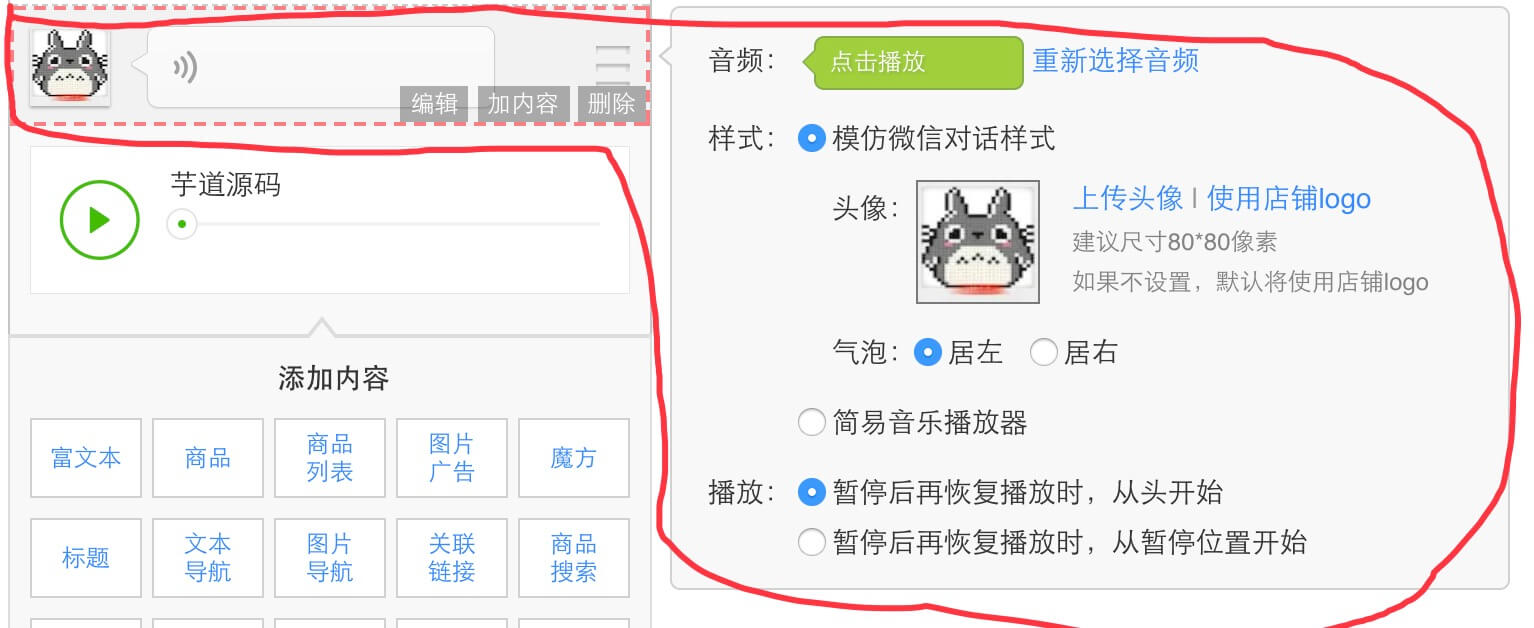 编辑 加内容 删除
芋道源码
添加内容
富文本
商品
商品
列表
图片
广告
魔方
标题
文本
导航
图片
导航
关联
链接
商品
搜索
音频： 点击播放 重新选择音频
样式： 模仿微信对话样式
头像： 上传头像 | 使用店铺logo
建议尺寸80*80像素
如果不设置，默认将使用店铺logo
气泡： 居左 居右
简易音乐播放器
播放： 暂停后再恢复播放时，从头开始
暂停后再恢复播放时，从暂停位置开始